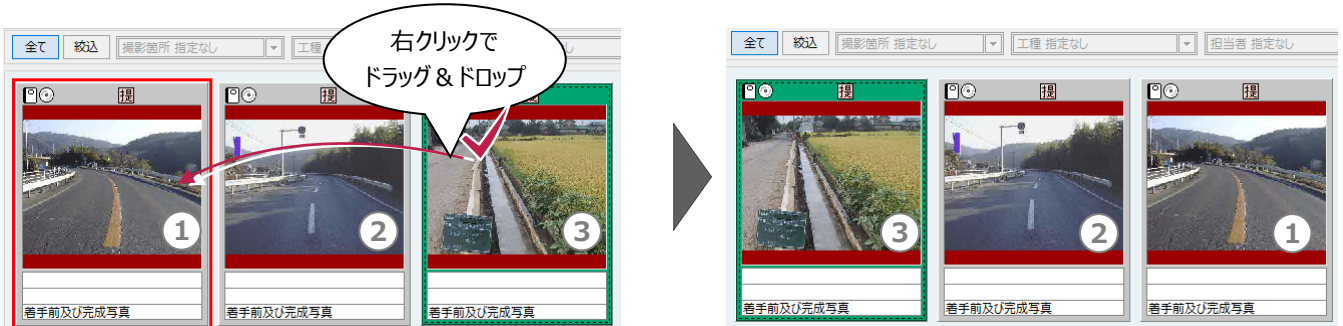 全て 絞込 撮影箇所 指定なし 工種
右クリックで
ドラッグ＆ドロップ
提 提
① ② ③
着手前及び完成写真 着手前及び完成写真 着手前及び完成写真
全て 絞込 撮影箇所 指定なし 工種 指定なし 担当者 指定なし
提 提 提
③ ② ①
着手前及び完成写真 着手前及び完成写真 着手前及び完成写真